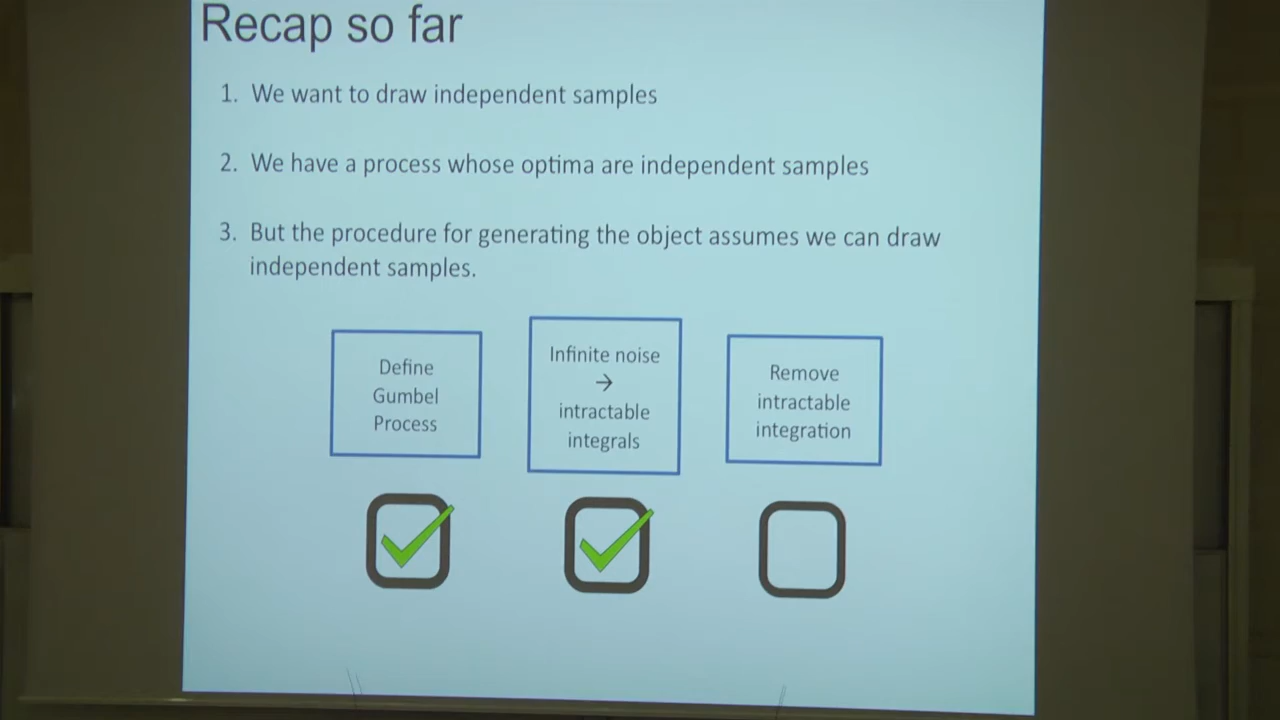 Recap so far
1. We want to draw independent samples
2. We have a process whose optima are independent samples
3. But the procedure for generating the object assumes we can draw
independent samples.
Define
Gumbel
Process
Infinite noise
→
intractable
integrals
Remove
intractable
integration